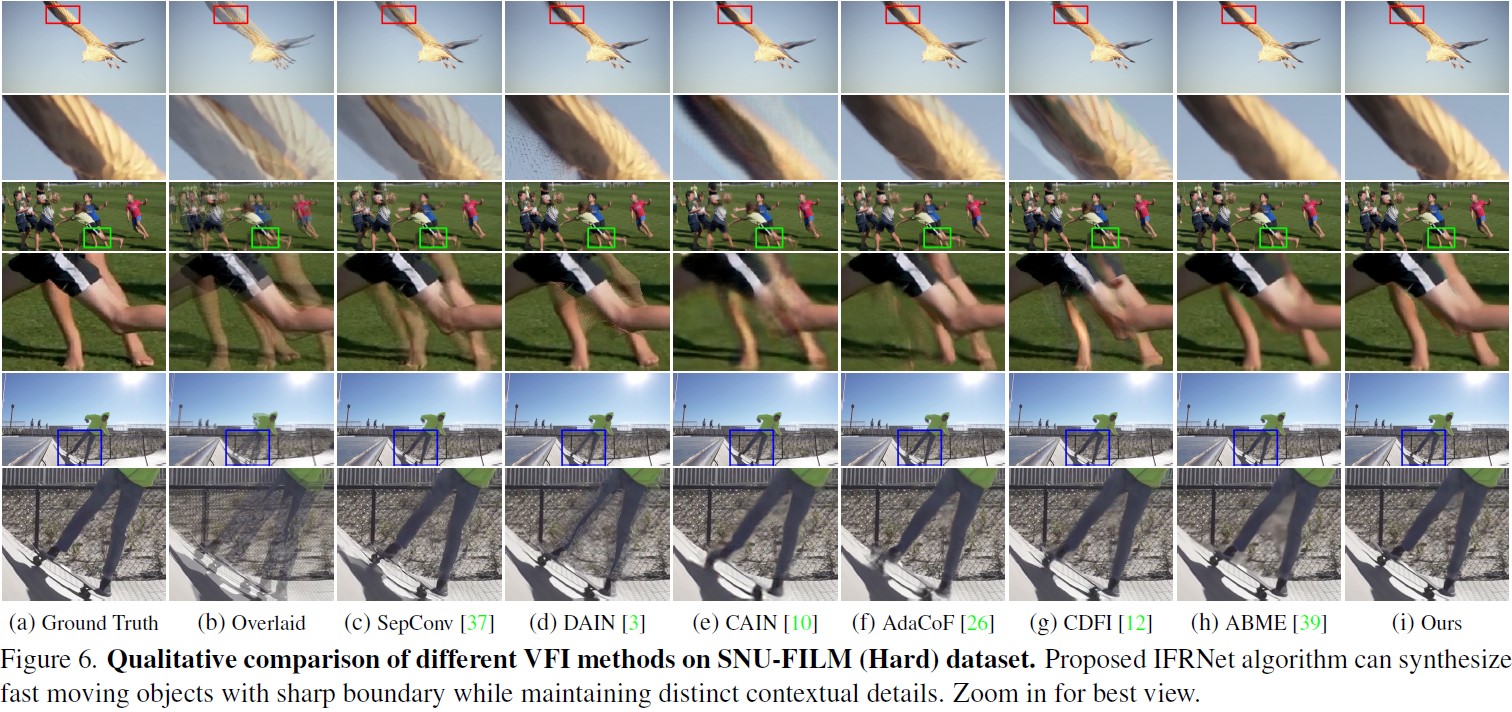 (a) Ground Truth (b) Overlaid (c) SepConv [37] (d) DAIN [3] (e) CAIN [10] (f) AdaCoF [26] (g) CDFI [12] (h) ABME [39] (i) Ours
Figure 6. Qualitative comparison of different VFI methods on SNU-FILM (Hard) dataset. Proposed IFRNet algorithm can synthesize
fast moving objects with sharp boundary while maintaining distinct contextual details. Zoom in for best view.